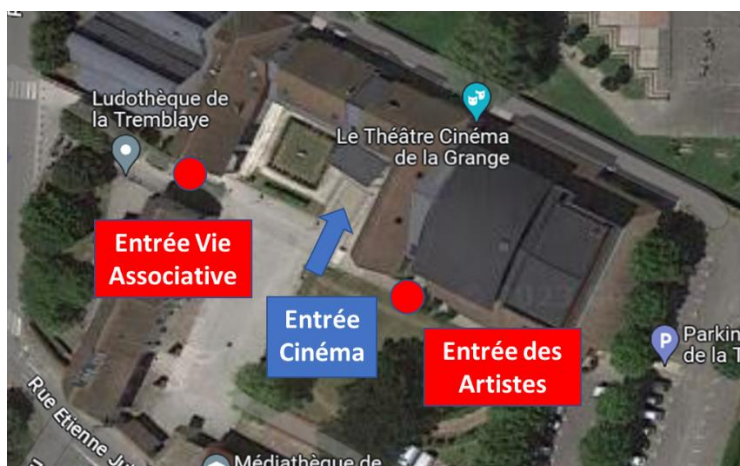 Ludothèque de
la Tremblaye
Le Théâtre Cinéma
de la Grange
Entrée Vie
Associative
Entrée
Cinéma
Entrée des
Artistes
P
Parkin
de la T
Rue Etienne Ju
Médiathèque de